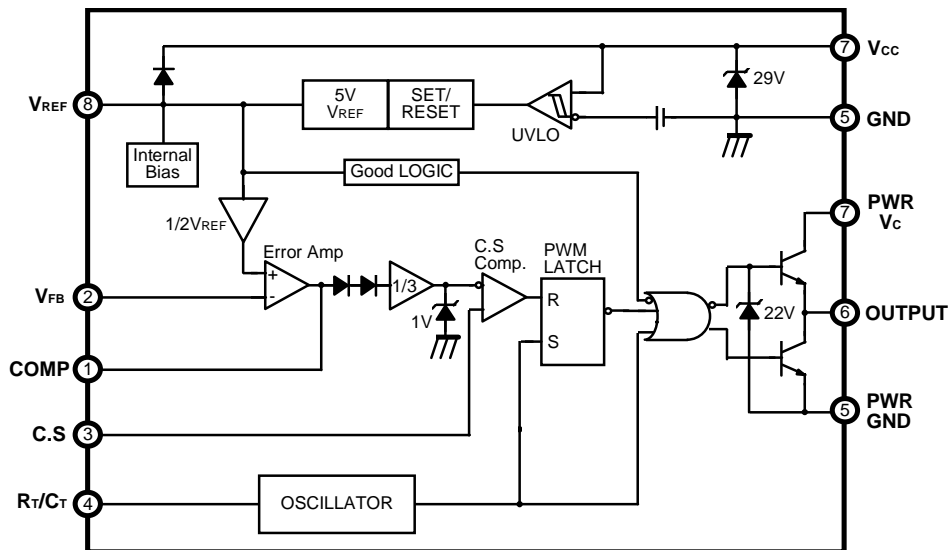 7 VCC
29V
VREF 8
5V
VREF
SET/
RESET
UVLO
5 GND
Internal
Bias
Good LOGIC
1/2VREF
PWR
7 VC
Error Amp
C.S
Comp.
PWM
LATCH
+
-
1/3
R
1V
VFB 2
22V
6 OUTPUT
S
COMP 1
PWR
5 GND
C.S 3
RT/CT 4
OSCILLATOR